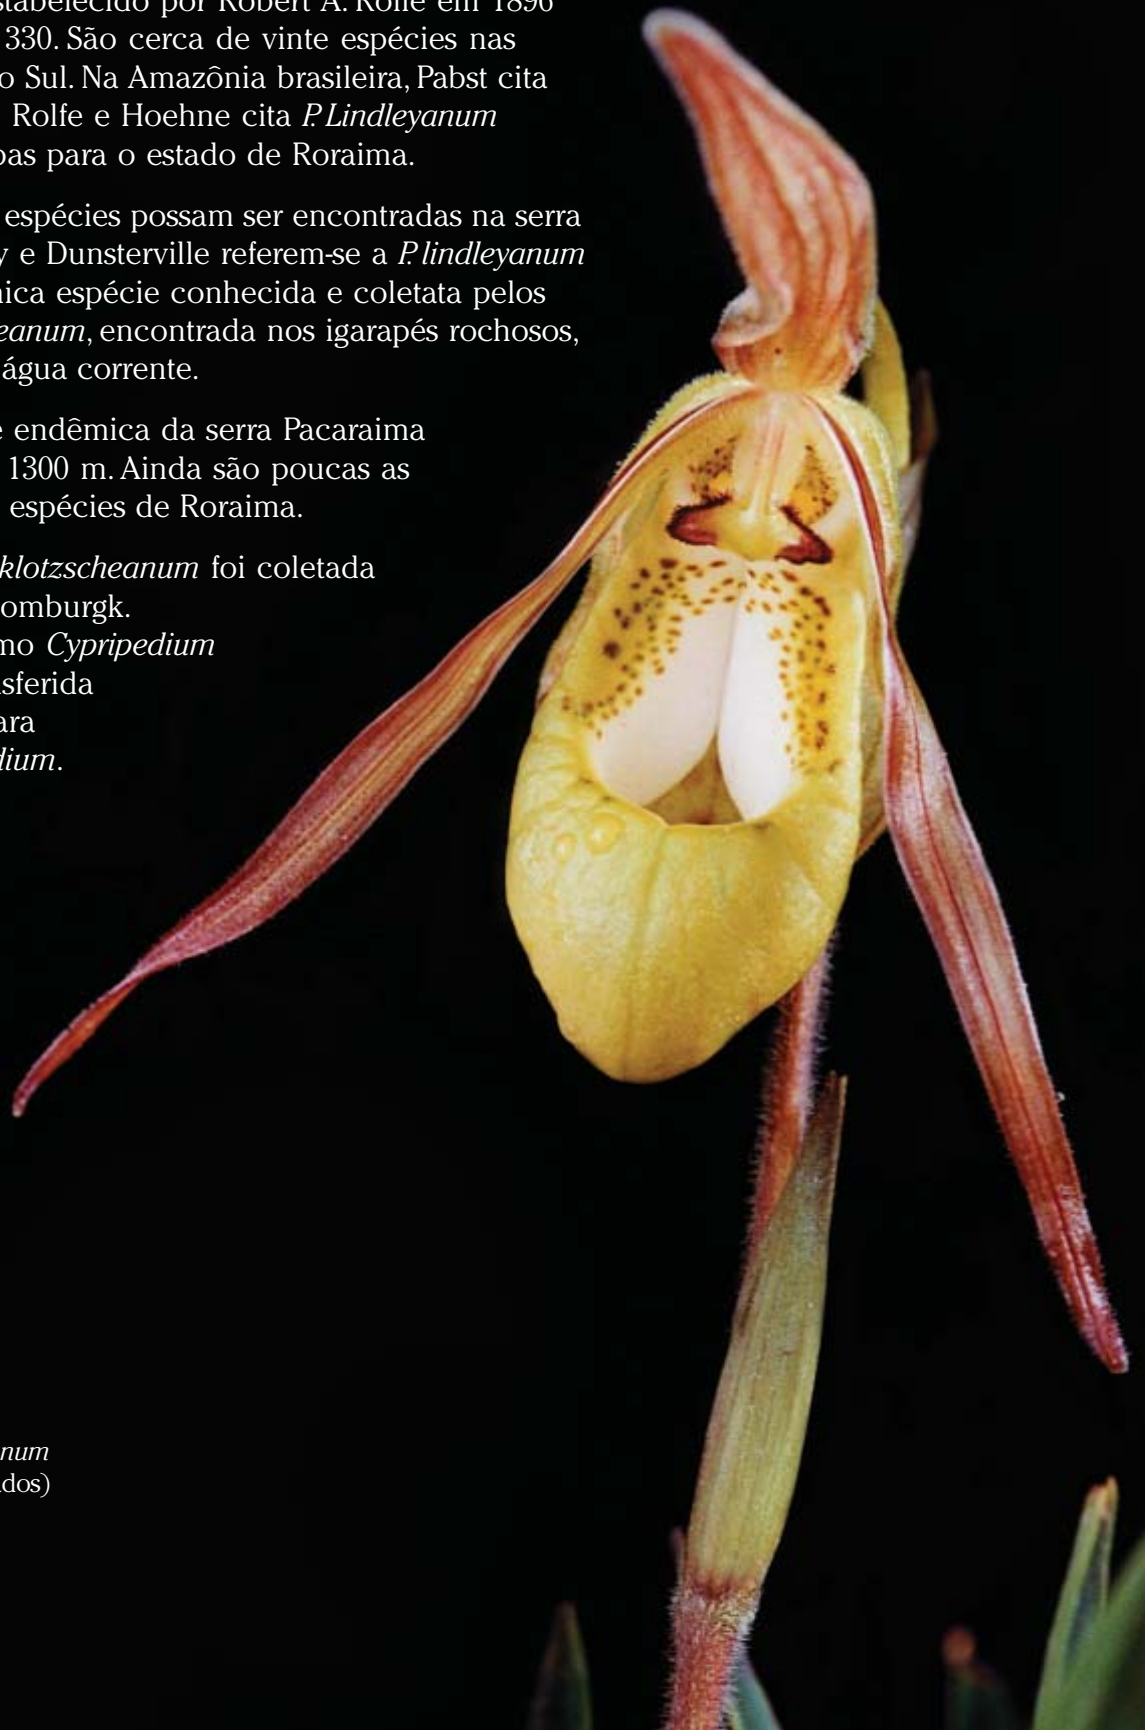 stabelecido por Robert A. Rolfe em 1896
330. São cerca de vinte espécies nas
o Sul. Na Amazônia brasileira, Pabst cita
Rolfe e Hoehne cita P. Lindleyanum
bas para o estado de Roraima.
espécies possam ser encontradas na serra
y e Dunsterville referem-se a P. lindleyanum
nica espécie conhecida e coletata pelos
eanum, encontrada nos igarapés rochosos,
água corrente.
e endêmica da serra Pacaraima
1300 m. Ainda são poucas as
espécies de Roraima.
klotzscheanum foi coletada
omburgk.
mo Cypripedium
sferida
ara
dium.
num
dos)